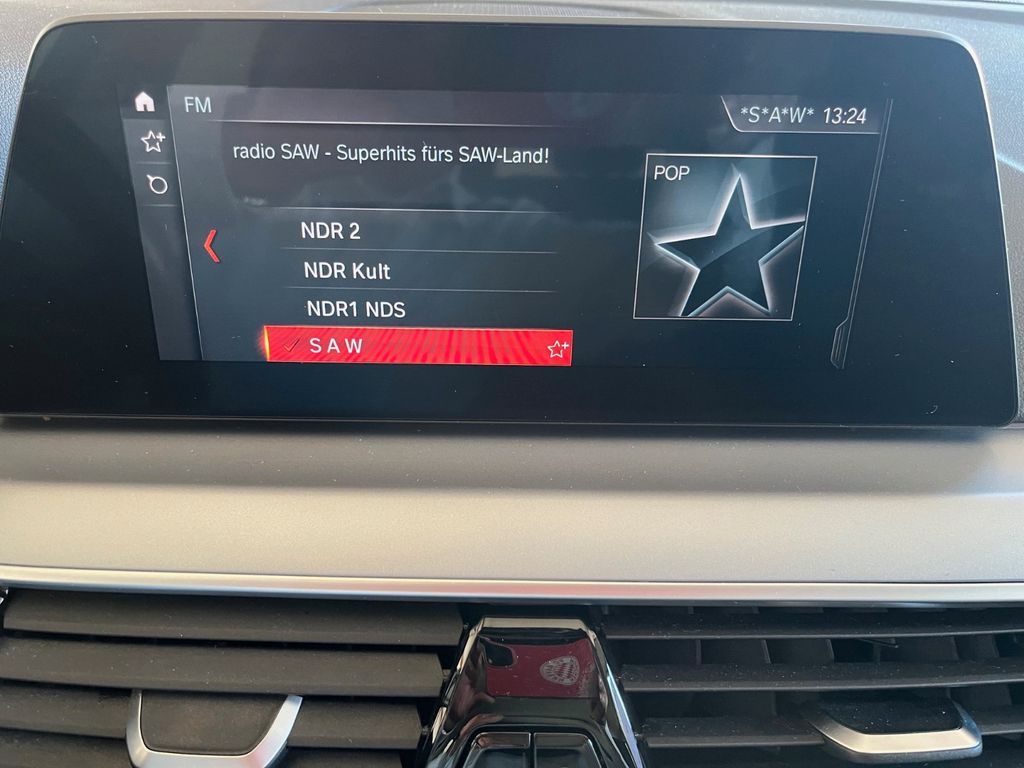 FM
*S*A*W* 13:24
radio SAW - Superhits fürs SAW-Land!
POP
NDR 2
NDR Kult
NDR1 NDS
S A W